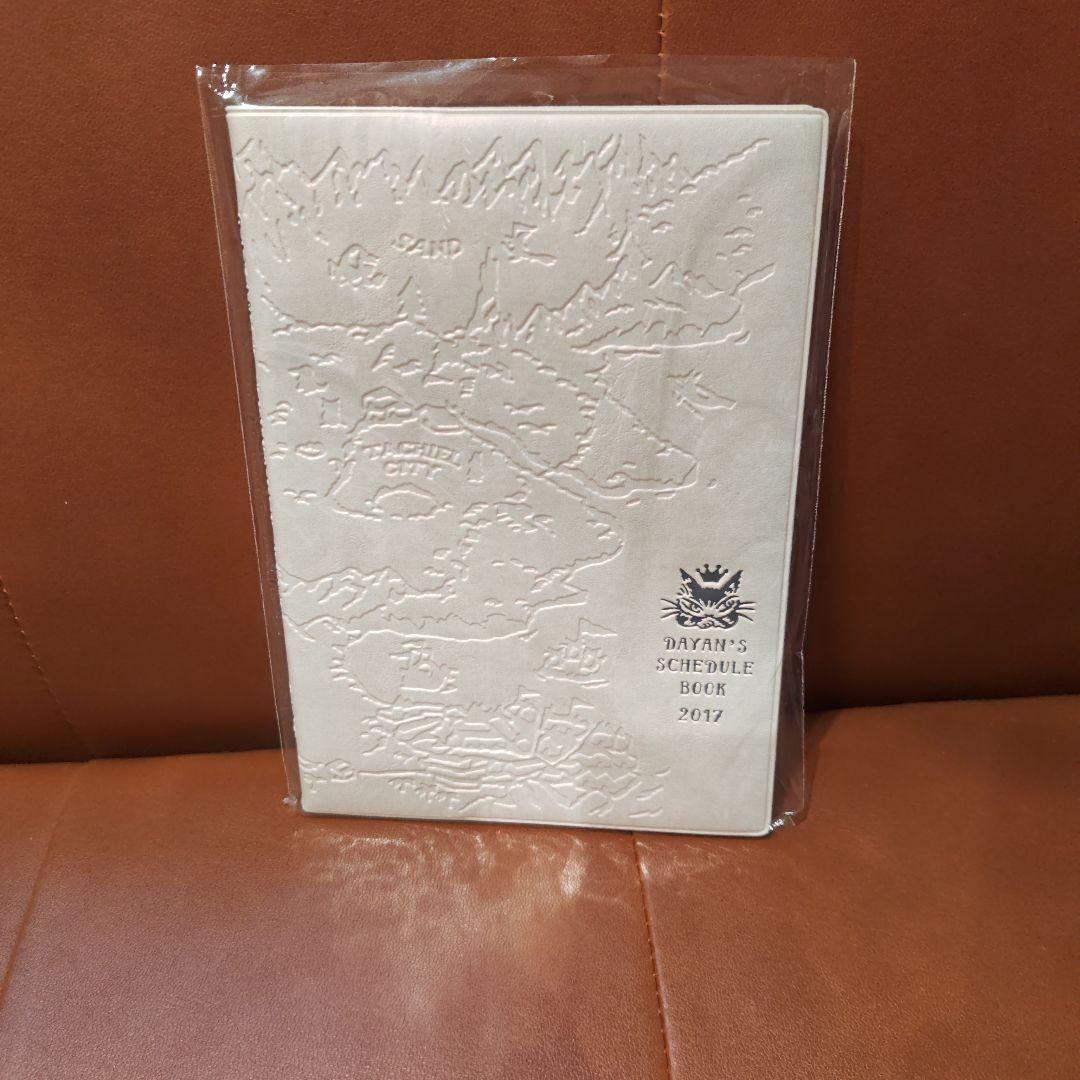 SAND
TACHIEL
CITY
DAYAN'S
SCHEDULE
BOOK
2017